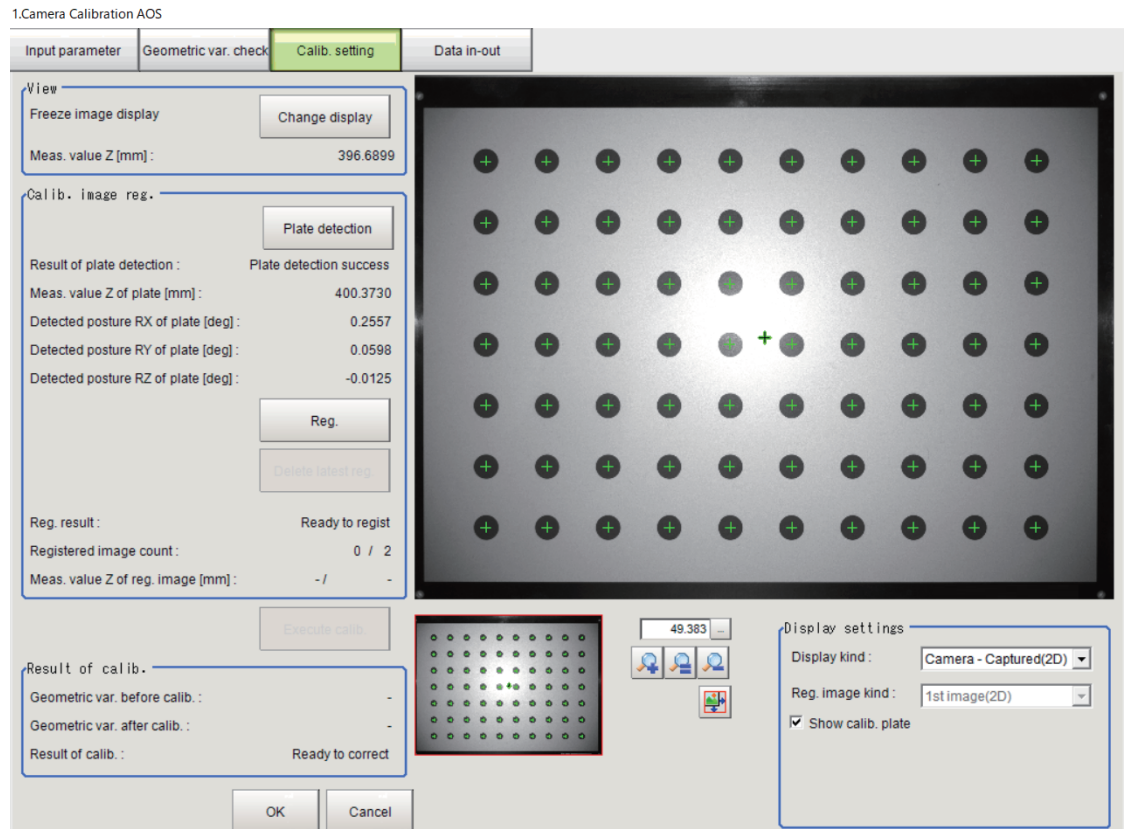 1.Camera Calibration AOS
Input parameter Geometric var. check Calib. setting Data in-out
View
Freeze image display Change display
Meas. value Z [mm] : 396.6899
Calib. image reg.
Plate detection
Result of plate detection : Plate detection success
Meas. value Z of plate [mm] : 400.3730
Detected posture RX of plate [deg] : 0.2557
Detected posture RY of plate [deg] : 0.0598
Detected posture RZ of plate [deg] : -0.0125
Reg.
Delete latest reg.
Reg. result : Ready to regist
Registered image count : 0 / 2
Meas. value Z of reg. image [mm] : - / -
Execute calib.
Result of calib.
Geometric var. before calib. : -
Geometric var. after calib. : -
Result of calib. : Ready to correct
OK Cancel
49.383 ...
Display settings
Display kind : Camera - Captured(2D)
Reg. image kind : 1st image(2D)
Show calib. plate